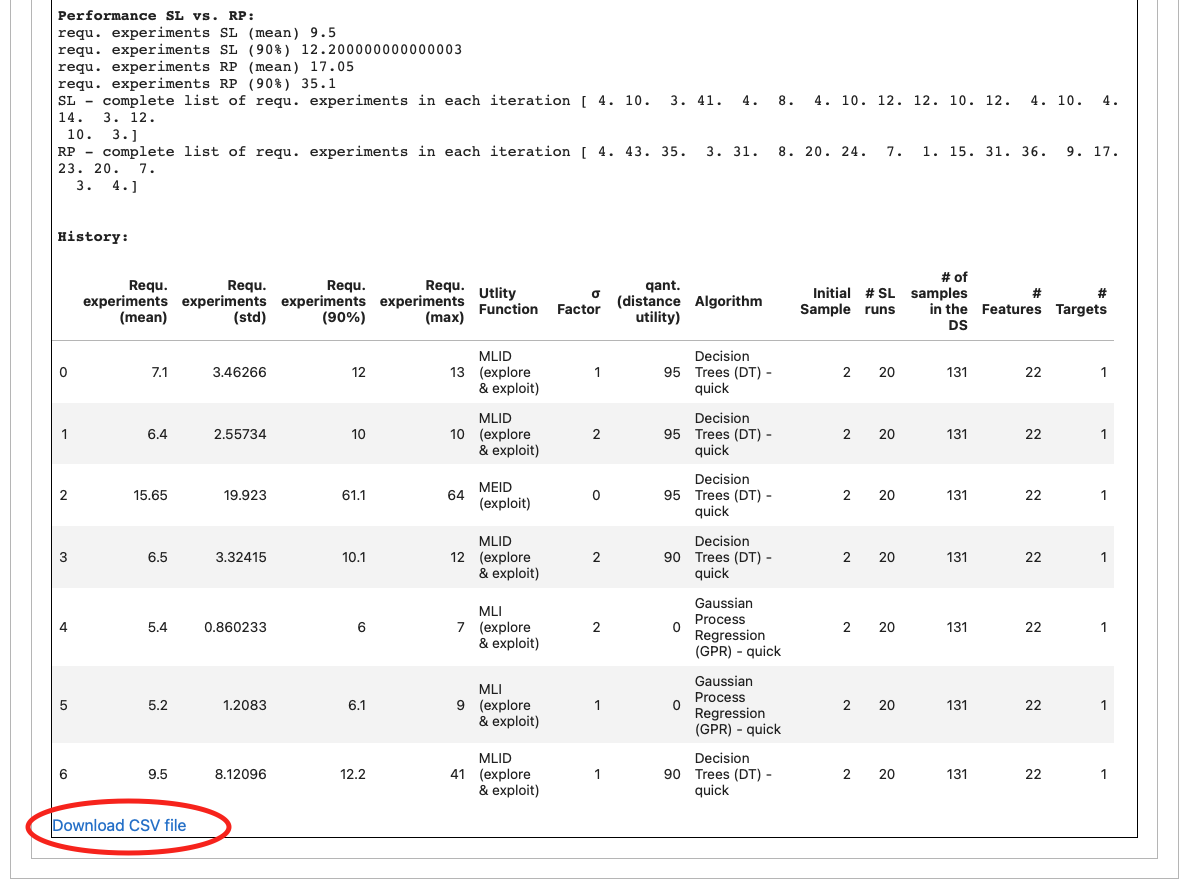 Performance SL vs. RP:
requ. experiments SL (mean) 9.5
requ. experiments SL (90%) 12.200000000000003
requ. experiments RP (mean) 17.05
requ. experiments RP (90%) 35.1
SL - complete list of requ. experiments in each iteration [ 4. 10.  3. 41.  4.  8.  4. 10. 12. 12. 10. 12.  4. 10.  4.
14.  3. 12.
 10.  3.]
RP - complete list of requ. experiments in each iteration [ 4. 43. 35.  3. 31.  8. 20. 24.  7.  1. 15. 31. 36.  9. 17.
23. 20.  7.
  3.  4.]
History:
Requ. experiments (mean) Requ. experiments (std) Requ. experiments (90%) Requ. experiments (max) Utlity Function σ Factor qant. (distance utility) Algorithm Initial Sample # SL runs # of samples in the DS # Features # Targets
0 7.1 3.46266 12 13 MLID (explore & exploit) 1 95 Decision Trees (DT) - quick 2 20 131 22 1
1 6.4 2.55734 10 10 MLID (explore & exploit) 2 95 Decision Trees (DT) - quick 2 20 131 22 1
2 15.65 19.923 61.1 64 MEID (exploit) 0 95 Decision Trees (DT) - quick 2 20 131 22 1
3 6.5 3.32415 10.1 12 MLID (explore & exploit) 2 90 Decision Trees (DT) - quick 2 20 131 22 1
4 5.4 0.860233 6 7 MLI (explore & exploit) 2 0 Gaussian Process Regression (GPR) - quick 2 20 131 22 1
5 5.2 1.2083 6.1 9 MLI (explore & exploit) 1 0 Gaussian Process Regression (GPR) - quick 2 20 131 22 1
6 9.5 8.12096 12.2 41 MLID (explore & exploit) 1 90 Decision Trees (DT) - quick 2 20 131 22 1
Download CSV file